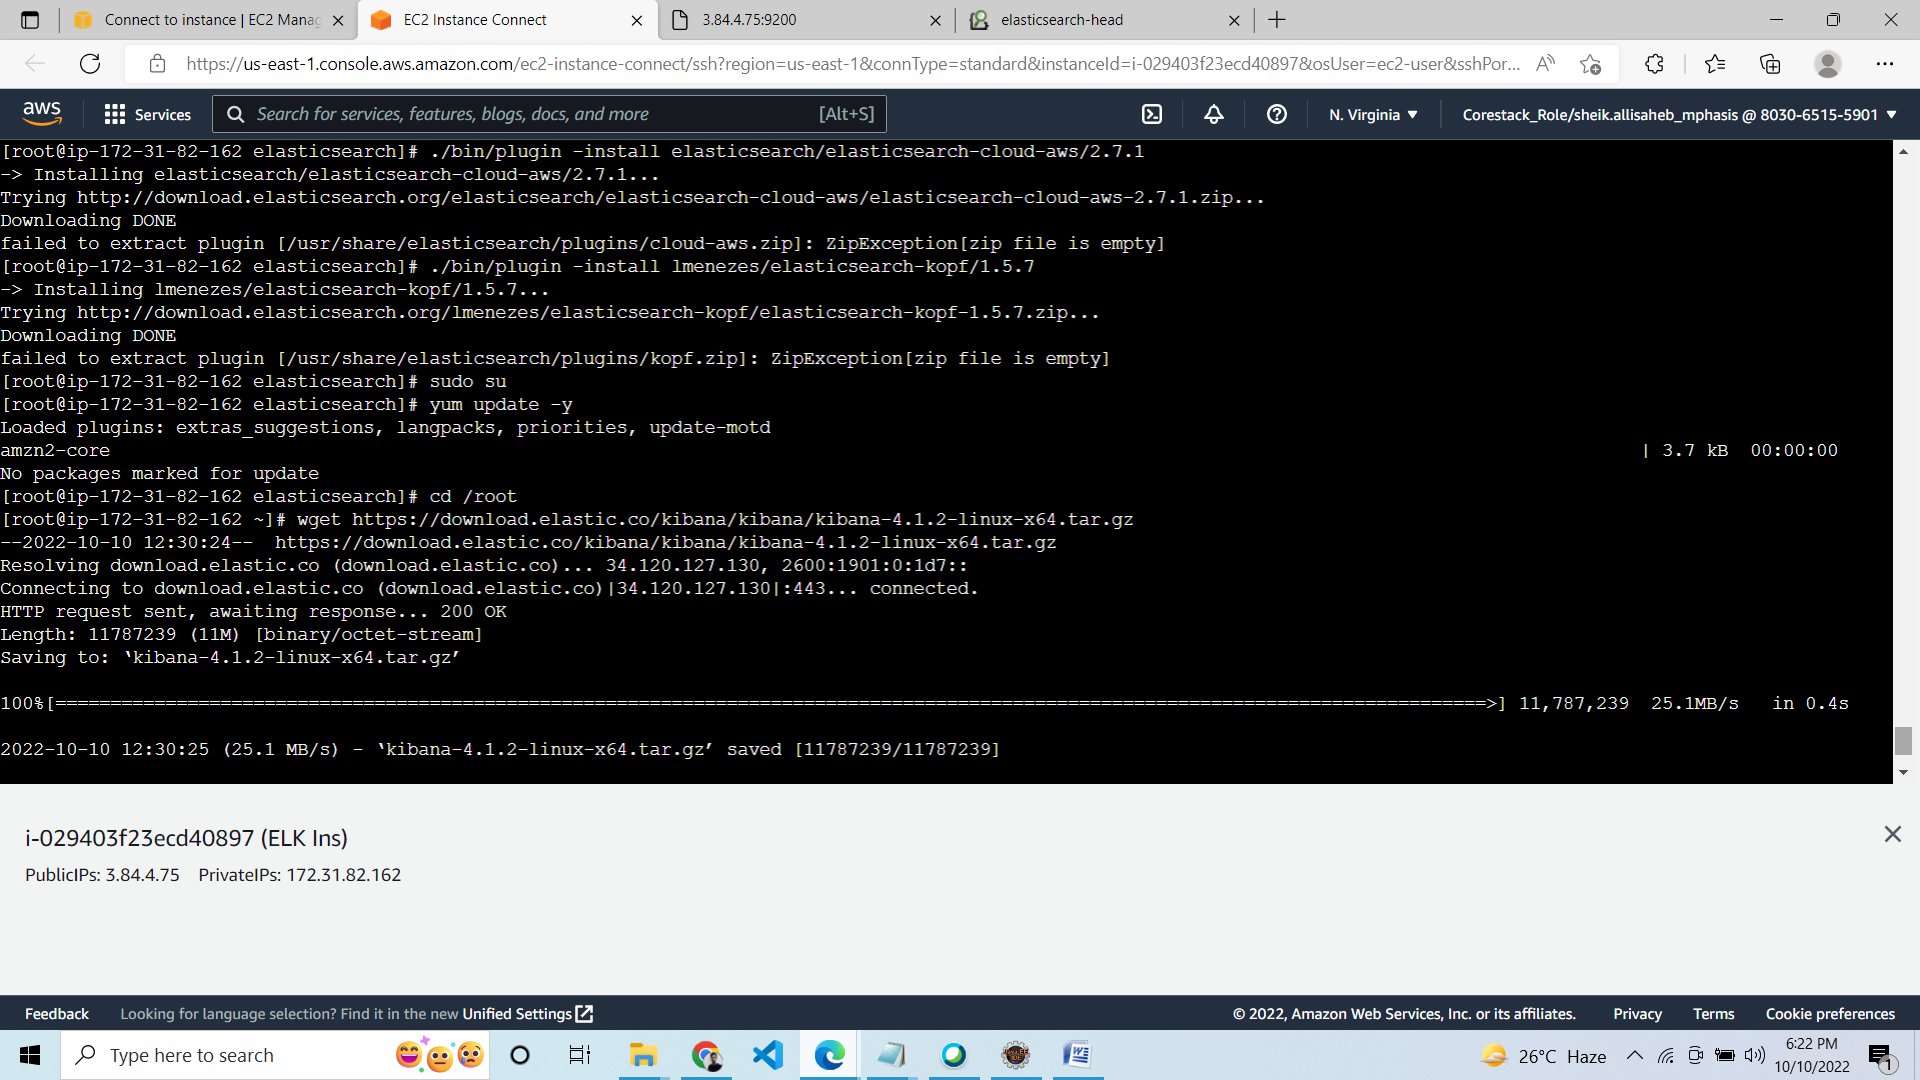 Connect to instance | EC2 Manag
EC2 Instance Connect
3.84.4.75:9200
elasticsearch-head
https://us-east-1.console.aws.amazon.com/ec2-instance-connect/ssh?region=us-east-1&connType=standard&instanceId=i-029403f23ecd40897&osUser=ec2-user&sshPor...
aws
Services
Search for services, features, blogs, docs, and more
[Alt+S]
N. Virginia
Corestack_Role/sheik.allisaheb_mphasis @ 8030-6515-5901
[root@ip-172-31-82-162 elasticsearch]# ./bin/plugin -install elasticsearch/elasticsearch-cloud-aws/2.7.1
-> Installing elasticsearch/elasticsearch-cloud-aws/2.7.1...
Trying http://download.elasticsearch.org/elasticsearch/elasticsearch-cloud-aws/elasticsearch-cloud-aws-2.7.1.zip...
Downloading DONE
failed to extract plugin [/usr/share/elasticsearch/plugins/cloud-aws.zip]: ZipException[zip file is empty]
[root@ip-172-31-82-162 elasticsearch]# ./bin/plugin -install lmenezes/elasticsearch-kopf/1.5.7
-> Installing lmenezes/elasticsearch-kopf/1.5.7...
Trying http://download.elasticsearch.org/lmenezes/elasticsearch-kopf/elasticsearch-kopf-1.5.7.zip...
Downloading DONE
failed to extract plugin [/usr/share/elasticsearch/plugins/kopf.zip]: ZipException[zip file is empty]
[root@ip-172-31-82-162 elasticsearch]# sudo su
[root@ip-172-31-82-162 elasticsearch]# yum update -y
Loaded plugins: extras_suggestions, langpacks, priorities, update-motd
amzn2-core | 3.7 kB 00:00:00
No packages marked for update
[root@ip-172-31-82-162 elasticsearch]# cd /root
[root@ip-172-31-82-162 ~]# wget https://download.elastic.co/kibana/kibana/kibana-4.1.2-linux-x64.tar.gz
--2022-10-10 12:30:24-- https://download.elastic.co/kibana/kibana/kibana-4.1.2-linux-x64.tar.gz
Resolving download.elastic.co (download.elastic.co)... 34.120.127.130, 2600:1901:0:1d7::
Connecting to download.elastic.co (download.elastic.co)|34.120.127.130|:443... connected.
HTTP request sent, awaiting response... 200 OK
Length: 11787239 (11M) [binary/octet-stream]
Saving to: ‘kibana-4.1.2-linux-x64.tar.gz’
100%[==================================================================================================================================>] 11,787,239 25.1MB/s in 0.4s
2022-10-10 12:30:25 (25.1 MB/s) - ‘kibana-4.1.2-linux-x64.tar.gz’ saved [11787239/11787239]
i-029403f23ecd40897 (ELK Ins)
PublicIPs: 3.84.4.75 PrivateIPs: 172.31.82.162
Feedback
Looking for language selection? Find it in the new Unified Settings
© 2022, Amazon Web Services, Inc. or its affiliates.
Privacy
Terms
Cookie preferences
Type here to search
26°C Haze
6:22 PM
10/10/2022
1